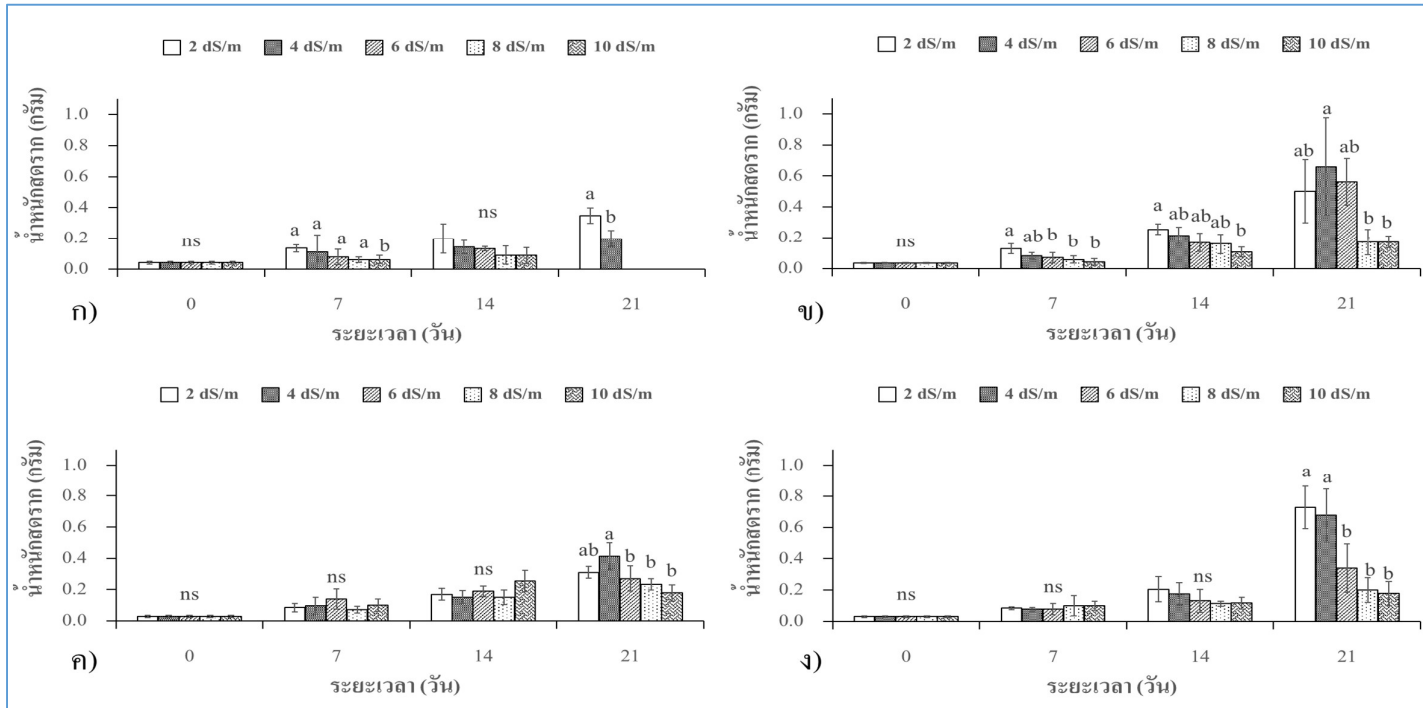 2 dS/m 4 dS/m 6 dS/m 8 dS/m 10 dS/m
น้ำหนักสดราก (กรัม)
1.0
0.8
0.6
0.4
0.2
0.0
ns
a a a a b
ns
a b
0 7 14 21
ก)
ระยะเวลา (วัน)
2 dS/m 4 dS/m 6 dS/m 8 dS/m 10 dS/m
น้ำหนักสดราก (กรัม)
1.0
0.8
0.6
0.4
0.2
0.0
ns
a ab b b b
a ab ab ab b
ab a ab b b
0 7 14 21
ข)
ระยะเวลา (วัน)
2 dS/m 4 dS/m 6 dS/m 8 dS/m 10 dS/m
น้ำหนักสดราก (กรัม)
1.0
0.8
0.6
0.4
0.2
0.0
ns
ns
ns
ab a b b b
0 7 14 21
ค)
ระยะเวลา (วัน)
2 dS/m 4 dS/m 6 dS/m 8 dS/m 10 dS/m
น้ำหนักสดราก (กรัม)
1.0
0.8
0.6
0.4
0.2
0.0
ns
ns
ns
a a b b b
0 7 14 21
ง)
ระยะเวลา (วัน)